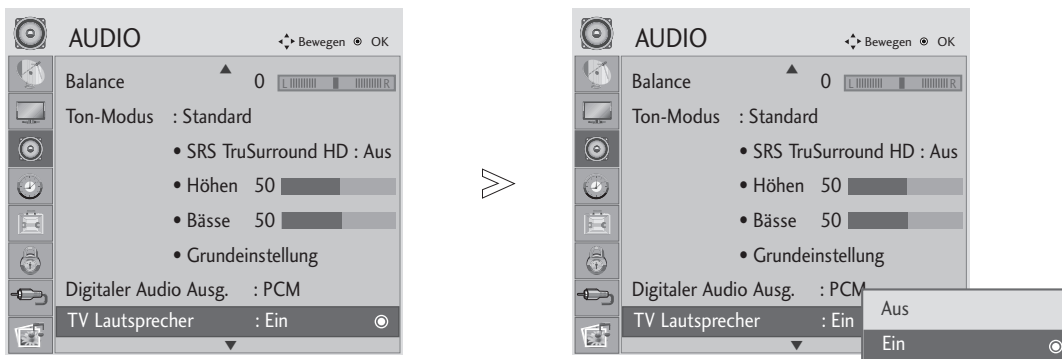 AUDIO
Bewegen OK
Balance 0 L R
Ton-Modus : Standard
• SRS TruSurround HD : Aus
• Höhen 50
• Bässe 50
• Grundeinstellung
Digitaler Audio Ausg. : PCM
TV Lautsprecher : Ein
AUDIO
Bewegen OK
Balance 0 L R
Ton-Modus : Standard
• SRS TruSurround HD : Aus
• Höhen 50
• Bässe 50
• Grundeinstellung
Digitaler Audio Ausg. : PCM
TV Lautsprecher : Ein
Aus
Ein